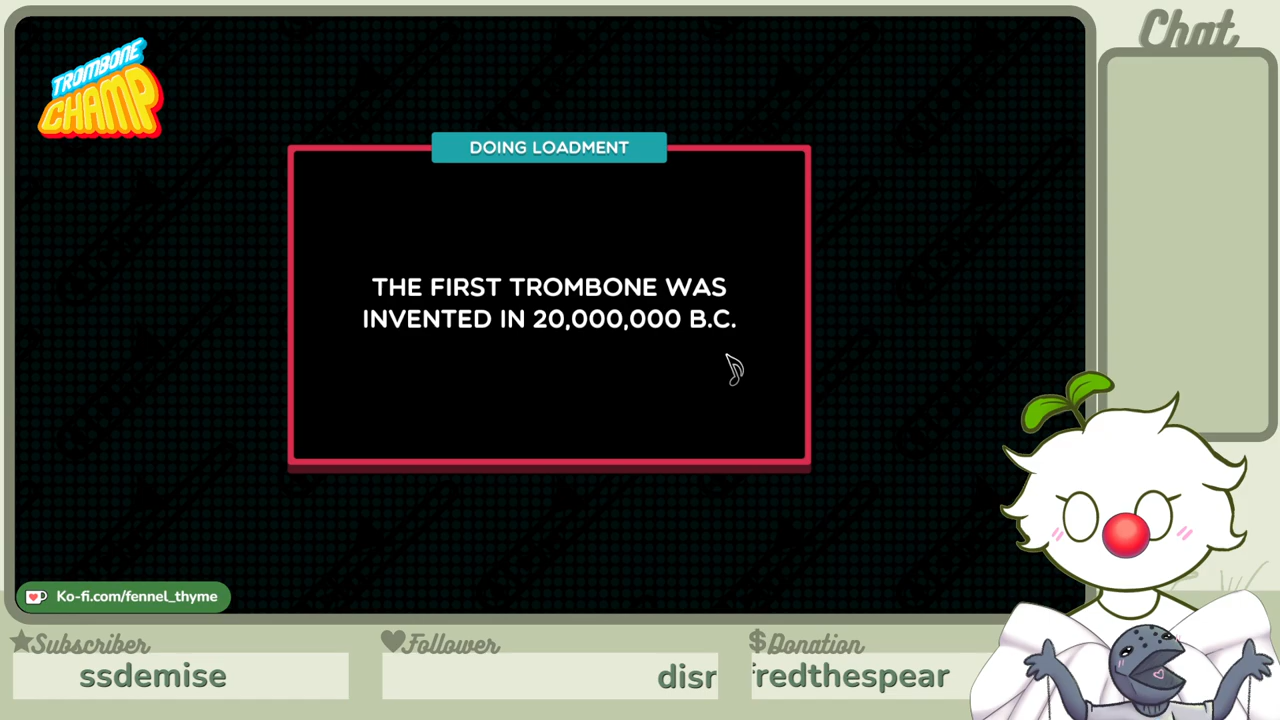 TROMBONE
CHAMP
DOING LOADMENT
THE FIRST TROMBONE WAS
INVENTED IN 20,000,000 B.C.
Ko-fi.com/fennel_thyme
Chat
Subscriber
ssdemise
Follower
disr
$Donation
redthespear